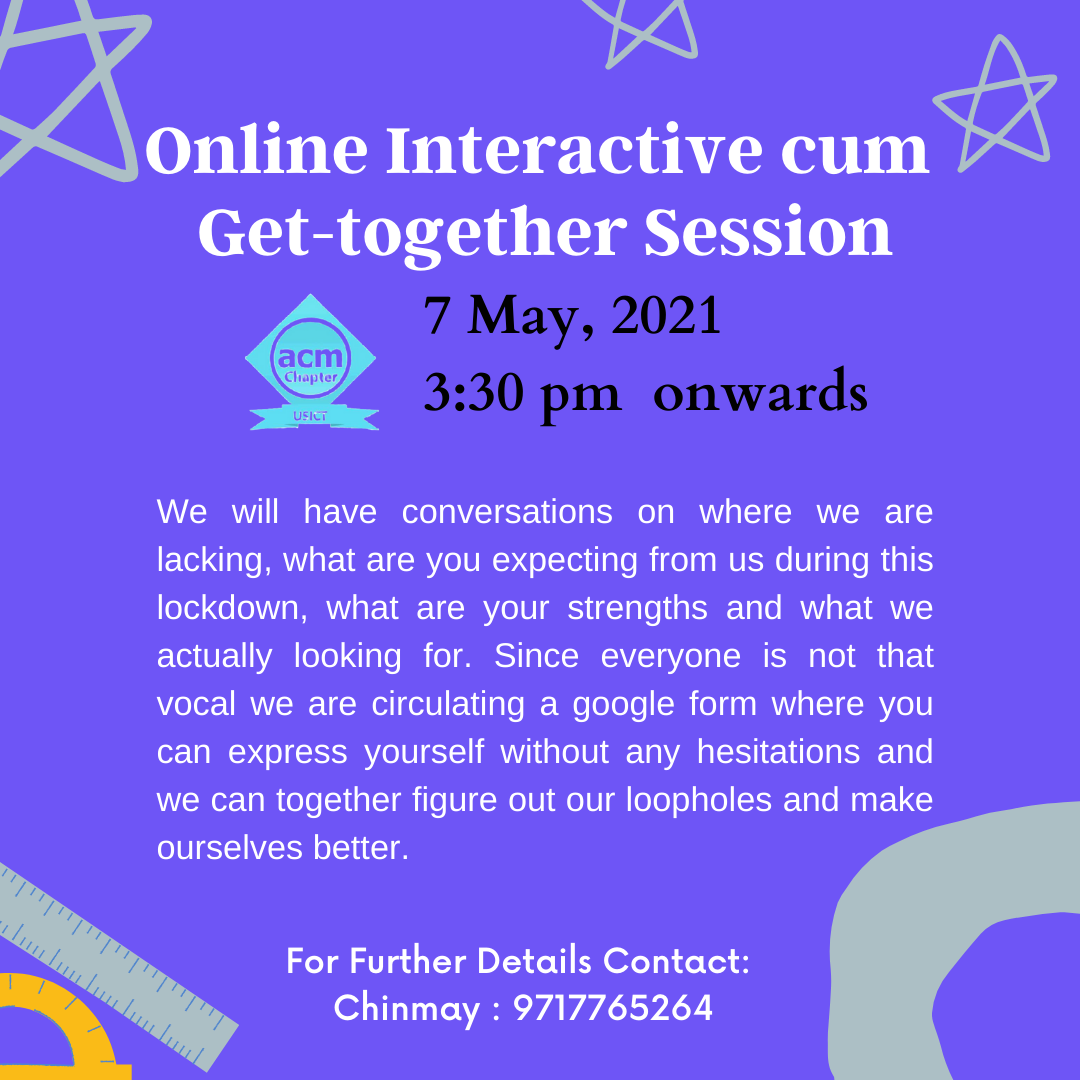 Online Interactive cum
Get-together Session
7 May, 2021
3:30 pm onwards
acm
Chapter
USICT
We will have conversations on where we are
lacking, what are you expecting from us during this
lockdown, what are your strengths and what we
actually looking for. Since everyone is not that
vocal we are circulating a google form where you
can express yourself without any hesitations and
we can together figure out our loopholes and make
ourselves better.
For Further Details Contact:
Chinmay : 9717765264